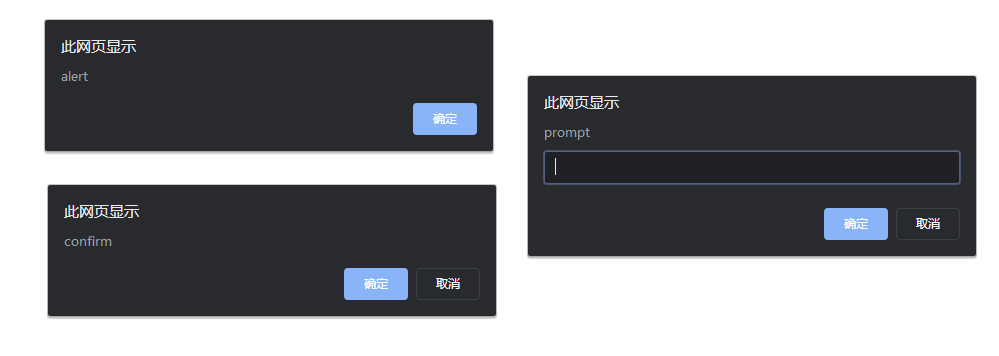 此网页显示
alert
确定
此网页显示
confirm
确定 取消
此网页显示
prompt
确定 取消